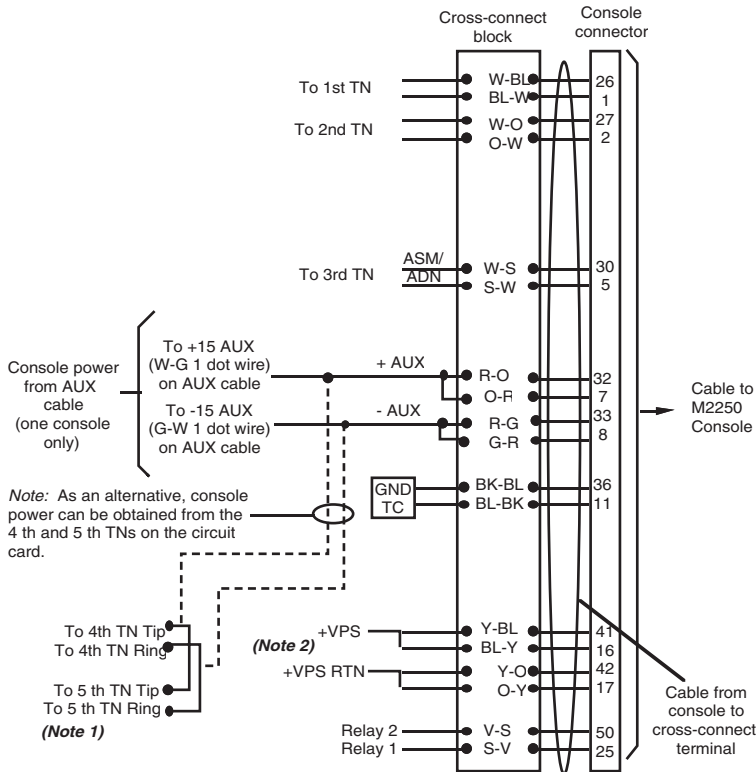 Cross-connect
block
Console
connector
To 1st TN
W-BL
26
BL-W
1
To 2nd TN
W-O
27
O-W
2
To 3rd TN
ASM/
ADN
W-S
30
S-W
5
Console power
from AUX
cable
(one console
only)
To +15 AUX
(W-G 1 dot wire)
on AUX cable
+ AUX
R-O
32
O-R
7
To -15 AUX
(G-W 1 dot wire)
on AUX cable
- AUX
R-G
33
G-R
8
Cable to
M2250
Console
GND
TC
BK-BL
36
BL-BK
11
Note: As an alternative, console
power can be obtained from the
4 th and 5 th TNs on the circuit
card.
To 4th TN Tip
To 4th TN Ring
To 5 th TN Tip
To 5 th TN Ring
(Note 1)
(Note 2)
+VPS
Y-BL
41
BL-Y
16
+VPS RTN
Y-O
42
O-Y
17
Relay 2
V-S
50
Relay 1
S-V
25
Cable from
console to
cross-connect
terminal